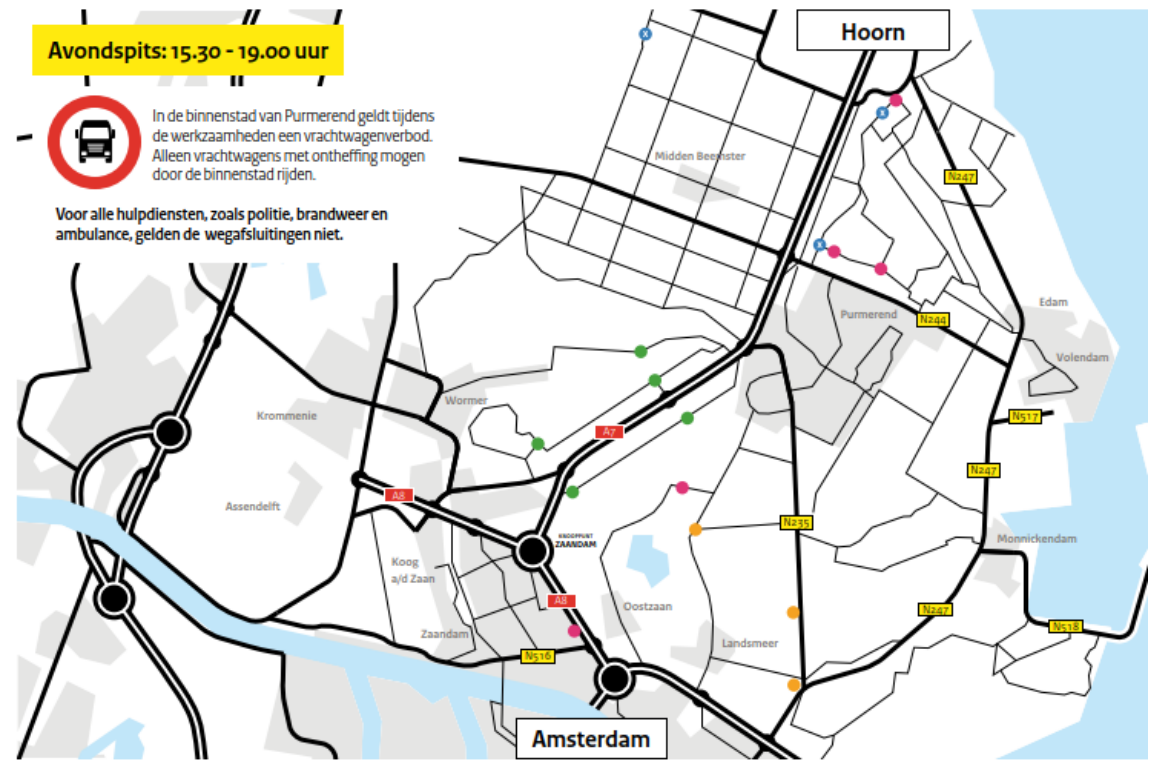 Avondspits: 15.30 - 19.00 uur
In de binnenstad van Purmerend geldt tijdens
de werkzaamheden een vrachtwagenverbod.
Alleen vrachtwagens met ontheffing mogen
door de binnenstad rijden.
Voor alle hulpdiensten, zoals politie, brandweer en
ambulance, gelden de wegafsluitingen niet.
Hoorn
X
X
Midden Beemster
N247
X
Edam
Purmerend
N244
Volendam
Wormer
Krommenie
N517
A7
N247
A8
Assendelft
N235
KNOOPPUNT
ZAANDAM
Monnickendam
Koog
a/d Zaan
A8
Oostzaan
N247
N518
Zaandam
Landsmeer
N516
Amsterdam